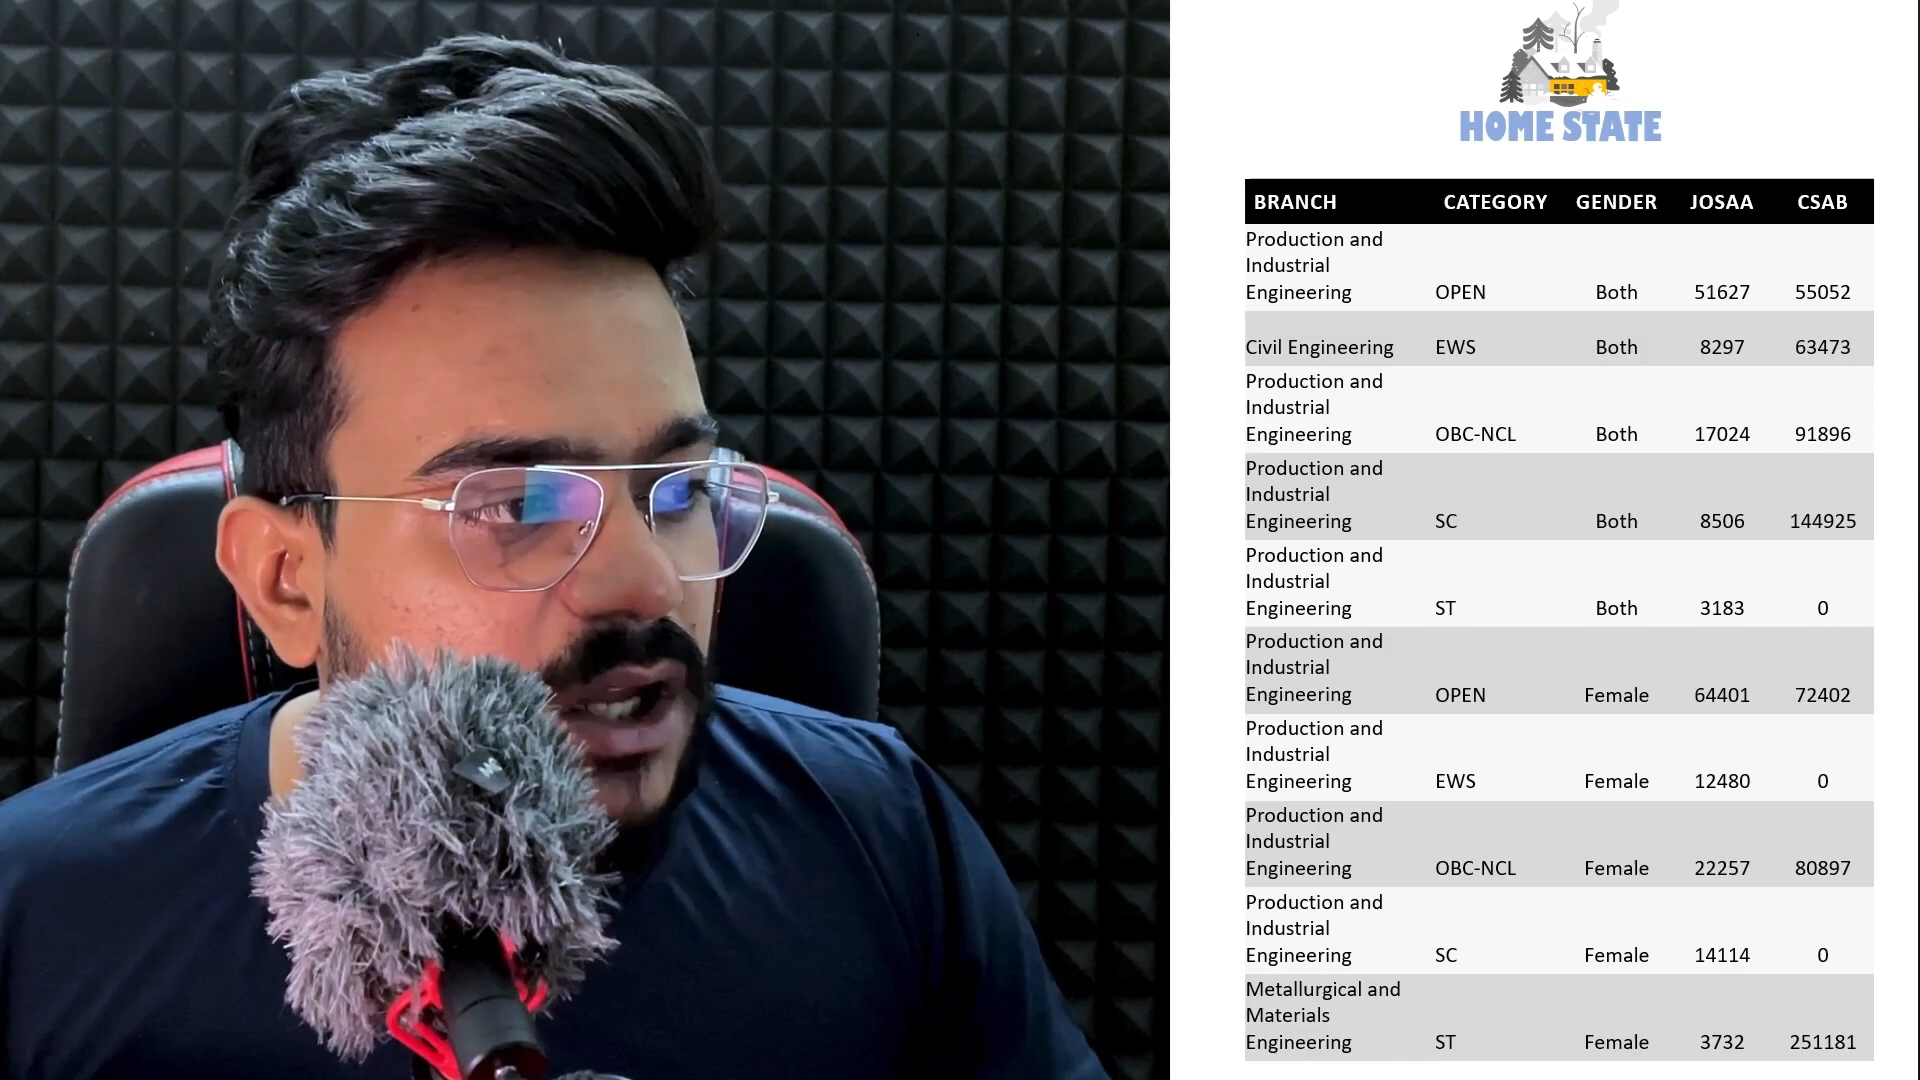 HOME STATE
BRANCH CATEGORY GENDER JOSAA CSAB
Production and
Industrial
Engineering OPEN Both 51627 55052
Civil Engineering EWS Both 8297 63473
Production and
Industrial
Engineering OBC-NCL Both 17024 91896
Production and
Industrial
Engineering SC Both 8506 144925
Production and
Industrial
Engineering ST Both 3183 0
Production and
Industrial
Engineering OPEN Female 64401 72402
Production and
Industrial
Engineering EWS Female 12480 0
Production and
Industrial
Engineering OBC-NCL Female 22257 80897
Production and
Industrial
Engineering SC Female 14114 0
Metallurgical and
Materials
Engineering ST Female 3732 251181